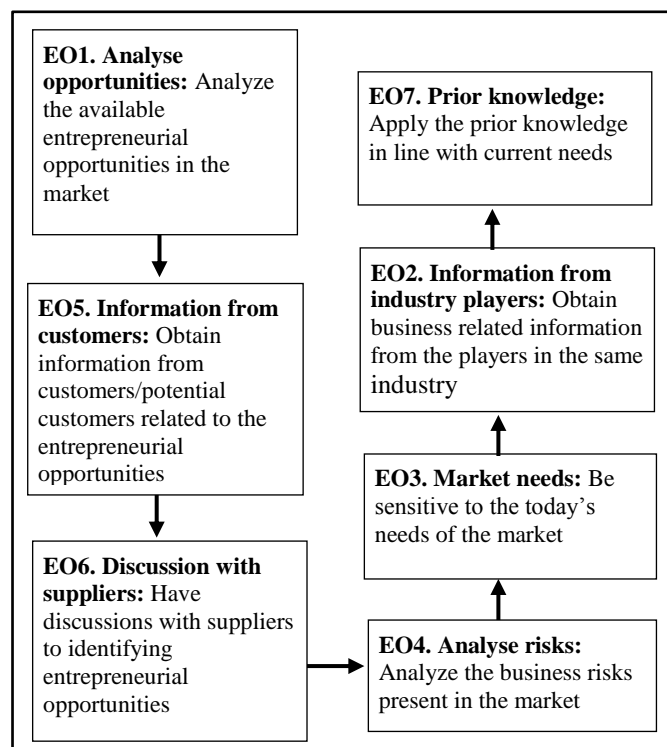 EO1. Analyse
opportunities: Analyze
the available
entrepreneurial
opportunities in the
market
EO5. Information from
customers: Obtain
information from
customers/potential
customers related to the
entrepreneurial
opportunities
EO6. Discussion with
suppliers: Have
discussions with suppliers
to identifying
entrepreneurial
opportunities
EO4. Analyse risks:
Analyze the business risks
present in the market
EO3. Market needs: Be
sensitive to the today’s
needs of the market
EO2. Information from
industry players: Obtain
business related information
from the players in the same
industry
EO7. Prior knowledge:
Apply the prior knowledge
in line with current needs